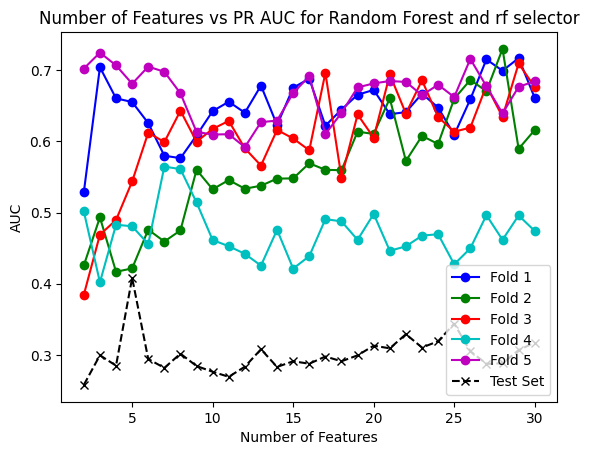 Number of Features vs PR AUC for Random Forest and rf selector
AUC
0.7
0.6
0.5
0.4
0.3
5
10
15
20
25
30
Number of Features
Fold 1
Fold 2
Fold 3
Fold 4
Fold 5
Test Set